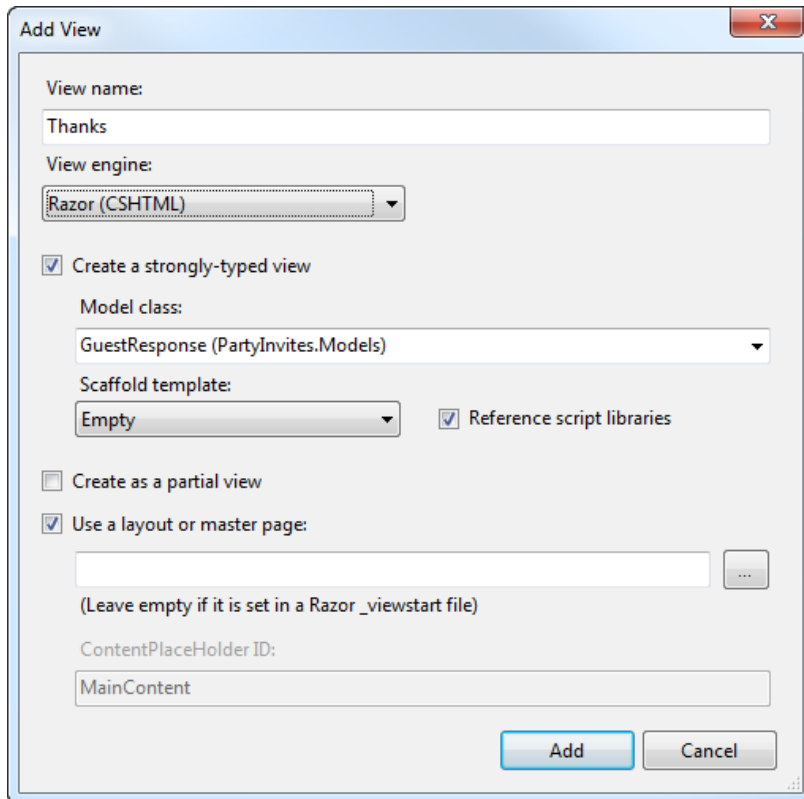 Add View
View name:
Thanks
View engine:
Razor (CSHTML)
Create a strongly-typed view
Model class:
GuestResponse (PartyInvites.Models)
Scaffold template:
Empty
Reference script libraries
Create as a partial view
Use a layout or master page:
...
(Leave empty if it is set in a Razor _viewstart file)
ContentPlaceHolder ID:
MainContent
Add Cancel